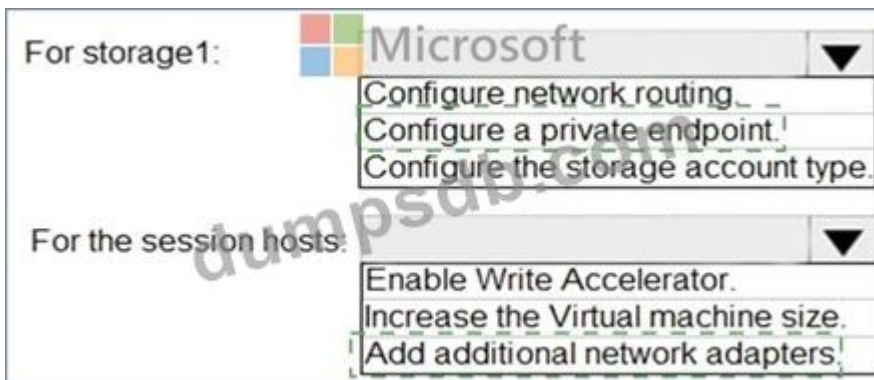 For storage1:
Microsoft
Configure network routing.
Configure a private endpoint.
Configure the storage account type.
For the session hosts:
Enable Write Accelerator.
Increase the Virtual machine size.
Add additional network adapters.
dumpsdb.com